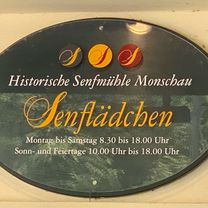 S S S
Historische Senfmühle Monschau
Senflädchen
Montag bis Samstag 8.30 bis 18.00 Uhr
Sonn- und Feiertage 10.00 Uhr bis 18.00 Uhr